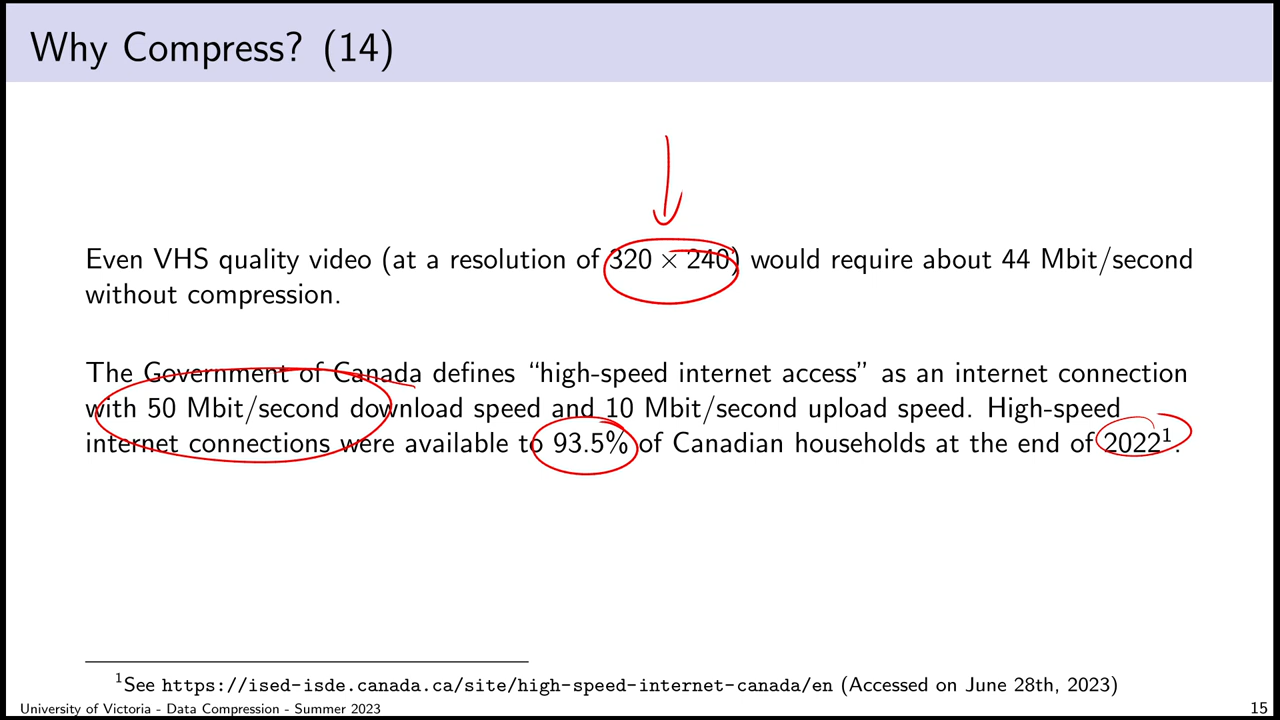 Why Compress? (14)
Even VHS quality video (at a resolution of 320 × 240) would require about 44 Mbit/second
without compression.
The Government of Canada defines “high-speed internet access” as an internet connection
with 50 Mbit/second download speed and 10 Mbit/second upload speed. High-speed
internet connections were available to 93.5% of Canadian households at the end of 2022¹.
¹See https://ised-isde.canada.ca/site/high-speed-internet-canada/en (Accessed on June 28th, 2023)
University of Victoria - Data Compression - Summer 2023
15